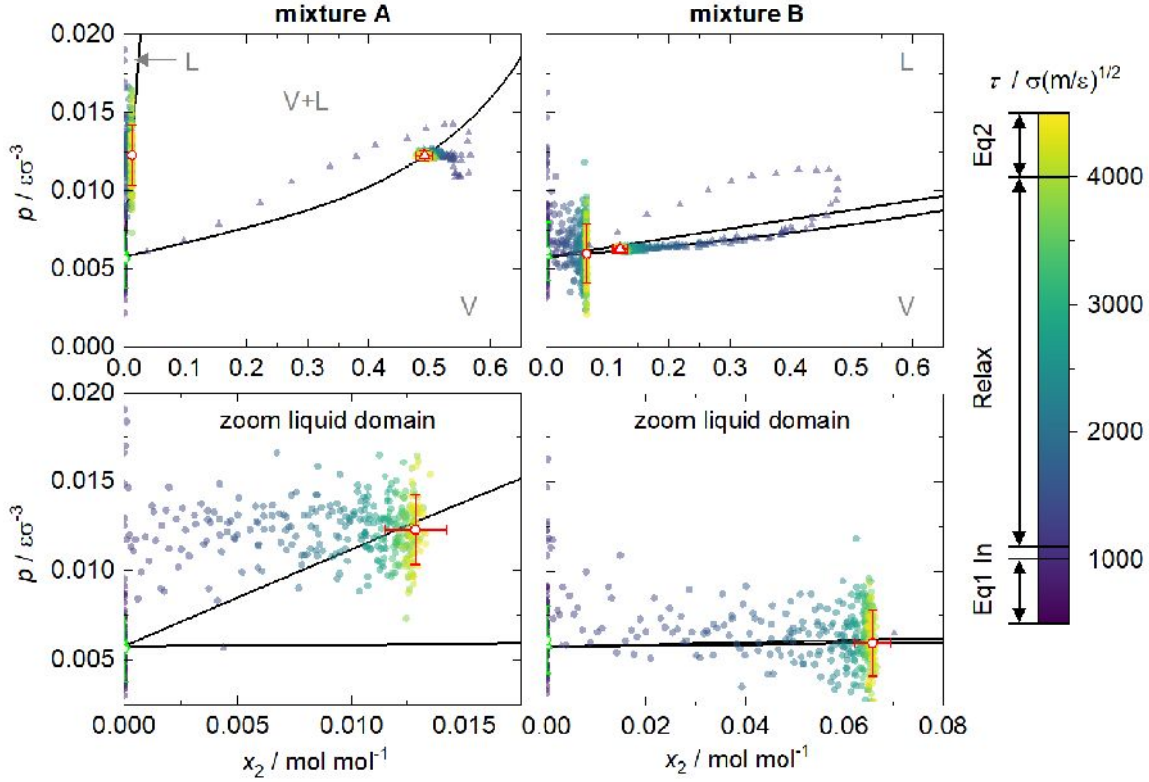 mixture A
mixture B
0.020
0.015
0.010
0.005
0.000
p / εσ⁻³
L
V+L
V
L
V
0.0 0.1 0.2 0.3 0.4 0.5 0.6
0.0 0.1 0.2 0.3 0.4 0.5 0.6
τ / σ(m/ε)^1/2
Eq2
Relax
Eq1 In
4000
3000
2000
1000
zoom liquid domain
zoom liquid domain
0.020
0.015
0.010
0.005
p / εσ⁻³
0.000 0.005 0.010 0.015
0.00 0.02 0.04 0.06 0.08
x₂ / mol mol⁻¹
x₂ / mol mol⁻¹